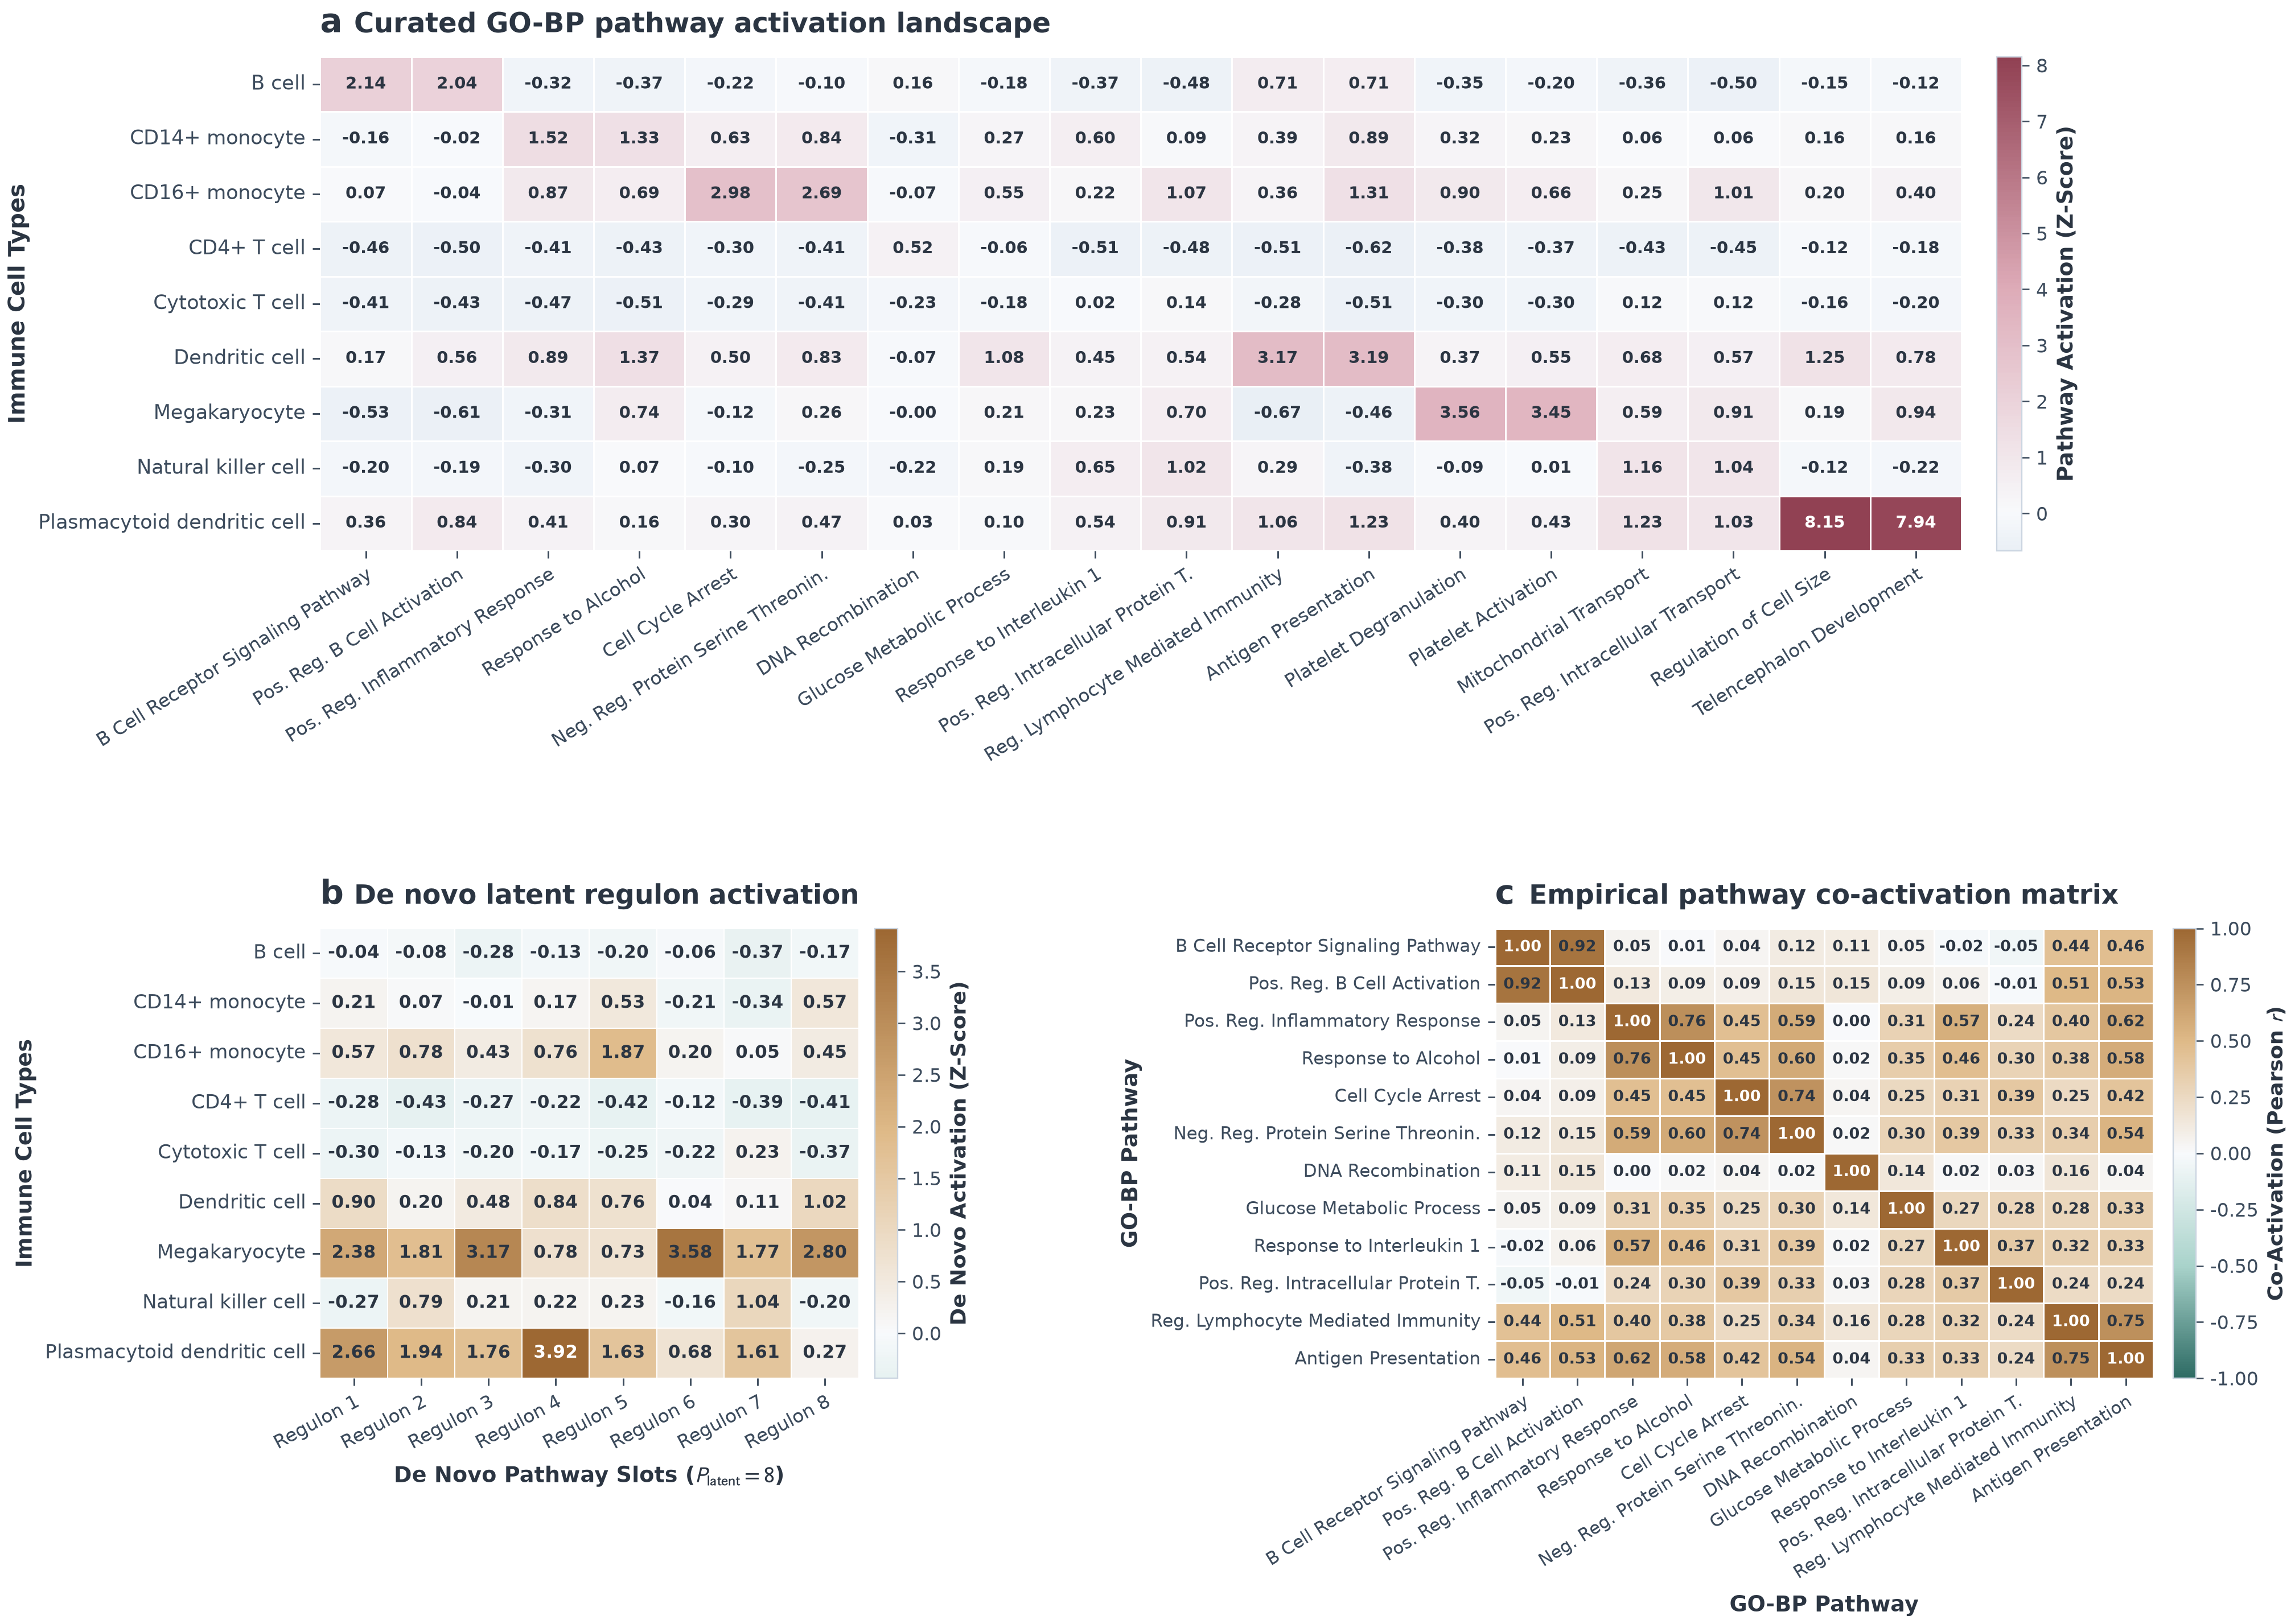 a Curated GO-BP pathway activation landscape
Immune Cell Types
B cell 2.14 2.04 -0.32 -0.37 -0.22 -0.10 0.16 -0.18 -0.37 -0.48 0.71 0.71 -0.35 -0.20 -0.36 -0.50 -0.15 -0.12
CD14+ monocyte -0.16 -0.02 1.52 1.33 0.63 0.84 -0.31 0.27 0.60 0.09 0.39 0.89 0.32 0.23 0.06 0.06 0.16 0.16
CD16+ monocyte 0.07 -0.04 0.87 0.69 2.98 2.69 -0.07 0.55 0.22 1.07 0.36 1.31 0.90 0.66 0.25 1.01 0.20 0.40
CD4+ T cell -0.46 -0.50 -0.41 -0.43 -0.30 -0.41 0.52 -0.06 -0.51 -0.48 -0.51 -0.62 -0.38 -0.37 -0.43 -0.45 -0.12 -0.18
Cytotoxic T cell -0.41 -0.43 -0.47 -0.51 -0.29 -0.41 -0.23 -0.18 0.02 0.14 -0.28 -0.51 -0.30 -0.30 0.12 0.12 -0.16 -0.20
Dendritic cell 0.17 0.56 0.89 1.37 0.50 0.83 -0.07 1.08 0.45 0.54 3.17 3.19 0.37 0.55 0.68 0.57 1.25 0.78
Megakaryocyte -0.53 -0.61 -0.31 0.74 -0.12 0.26 -0.00 0.21 0.23 0.70 -0.67 -0.46 3.56 3.45 0.59 0.91 0.19 0.94
Natural killer cell -0.20 -0.19 -0.30 0.07 -0.10 -0.25 -0.22 0.19 0.65 1.02 0.29 -0.38 -0.09 0.01 1.16 1.04 -0.12 -0.22
Plasmacytoid dendritic cell 0.36 0.84 0.41 0.16 0.30 0.47 0.03 0.10 0.54 0.91 1.06 1.23 0.40 0.43 1.23 1.03 8.15 7.94
B Cell Receptor Signaling Pathway
Pos. Reg. B Cell Activation
Pos. Reg. Inflammatory Response
Response to Alcohol
Cell Cycle Arrest
Neg. Reg. Protein Serine Threonin.
DNA Recombination
Glucose Metabolic Process
Response to Interleukin 1
Pos. Reg. Intracellular Protein T.
Reg. Lymphocyte Mediated Immunity
Antigen Presentation
Platelet Degranulation
Platelet Activation
Mitochondrial Transport
Pos. Reg. Intracellular Transport
Regulation of Cell Size
Telencephalon Development
8
7
6
5
4
3
2
1
0
Pathway Activation (Z-Score)
b De novo latent regulon activation
Immune Cell Types
B cell -0.04 -0.08 -0.28 -0.13 -0.20 -0.06 -0.37 -0.17
CD14+ monocyte 0.21 0.07 -0.01 0.17 0.53 -0.21 -0.34 0.57
CD16+ monocyte 0.57 0.78 0.43 0.76 1.87 0.20 0.05 0.45
CD4+ T cell -0.28 -0.43 -0.27 -0.22 -0.42 -0.12 -0.39 -0.41
Cytotoxic T cell -0.30 -0.13 -0.20 -0.17 -0.25 -0.22 0.23 -0.37
Dendritic cell 0.90 0.20 0.48 0.84 0.76 0.04 0.11 1.02
Megakaryocyte 2.38 1.81 3.17 0.78 0.73 3.58 1.77 2.80
Natural killer cell -0.27 0.79 0.21 0.22 0.23 -0.16 1.04 -0.20
Plasmacytoid dendritic cell 2.66 1.94 1.76 3.92 1.63 0.68 1.61 0.27
Regulon 1
Regulon 2
Regulon 3
Regulon 4
Regulon 5
Regulon 6
Regulon 7
Regulon 8
De Novo Pathway Slots (P_latent = 8)
3.5
3.0
2.5
2.0
1.5
1.0
0.5
0.0
De Novo Activation (Z-Score)
c Empirical pathway co-activation matrix
GO-BP Pathway
B Cell Receptor Signaling Pathway 1.00 0.92 0.05 0.01 0.04 0.12 0.11 0.05 -0.02 -0.05 0.44 0.46
Pos. Reg. B Cell Activation 0.92 1.00 0.13 0.09 0.09 0.15 0.15 0.09 0.06 -0.01 0.51 0.53
Pos. Reg. Inflammatory Response 0.05 0.13 1.00 0.76 0.45 0.59 0.00 0.31 0.57 0.24 0.40 0.62
Response to Alcohol 0.01 0.09 0.76 1.00 0.45 0.60 0.02 0.35 0.46 0.30 0.38 0.58
Cell Cycle Arrest 0.04 0.09 0.45 0.45 1.00 0.74 0.04 0.25 0.31 0.39 0.25 0.42
Neg. Reg. Protein Serine Threonin. 0.12 0.15 0.59 0.60 0.74 1.00 0.02 0.30 0.39 0.33 0.34 0.54
DNA Recombination 0.11 0.15 0.00 0.02 0.04 0.02 1.00 0.14 0.02 0.03 0.16 0.04
Glucose Metabolic Process 0.05 0.09 0.31 0.35 0.25 0.30 0.14 1.00 0.27 0.28 0.28 0.33
Response to Interleukin 1 -0.02 0.06 0.57 0.46 0.31 0.39 0.02 0.27 1.00 0.37 0.32 0.33
Pos. Reg. Intracellular Protein T. -0.05 -0.01 0.24 0.30 0.39 0.33 0.03 0.28 0.37 1.00 0.24 0.24
Reg. Lymphocyte Mediated Immunity 0.44 0.51 0.40 0.38 0.25 0.34 0.16 0.28 0.32 0.24 1.00 0.75
Antigen Presentation 0.46 0.53 0.62 0.58 0.42 0.54 0.04 0.33 0.33 0.24 0.75 1.00
B Cell Receptor Signaling Pathway
Pos. Reg. B Cell Activation
Pos. Reg. Inflammatory Response
Response to Alcohol
Cell Cycle Arrest
Neg. Reg. Protein Serine Threonin.
DNA Recombination
Glucose Metabolic Process
Response to Interleukin 1
Pos. Reg. Intracellular Protein T.
Reg. Lymphocyte Mediated Immunity
Antigen Presentation
GO-BP Pathway
1.00
0.75
0.50
0.25
0.00
-0.25
-0.50
-0.75
-1.00
Co-Activation (Pearson r)